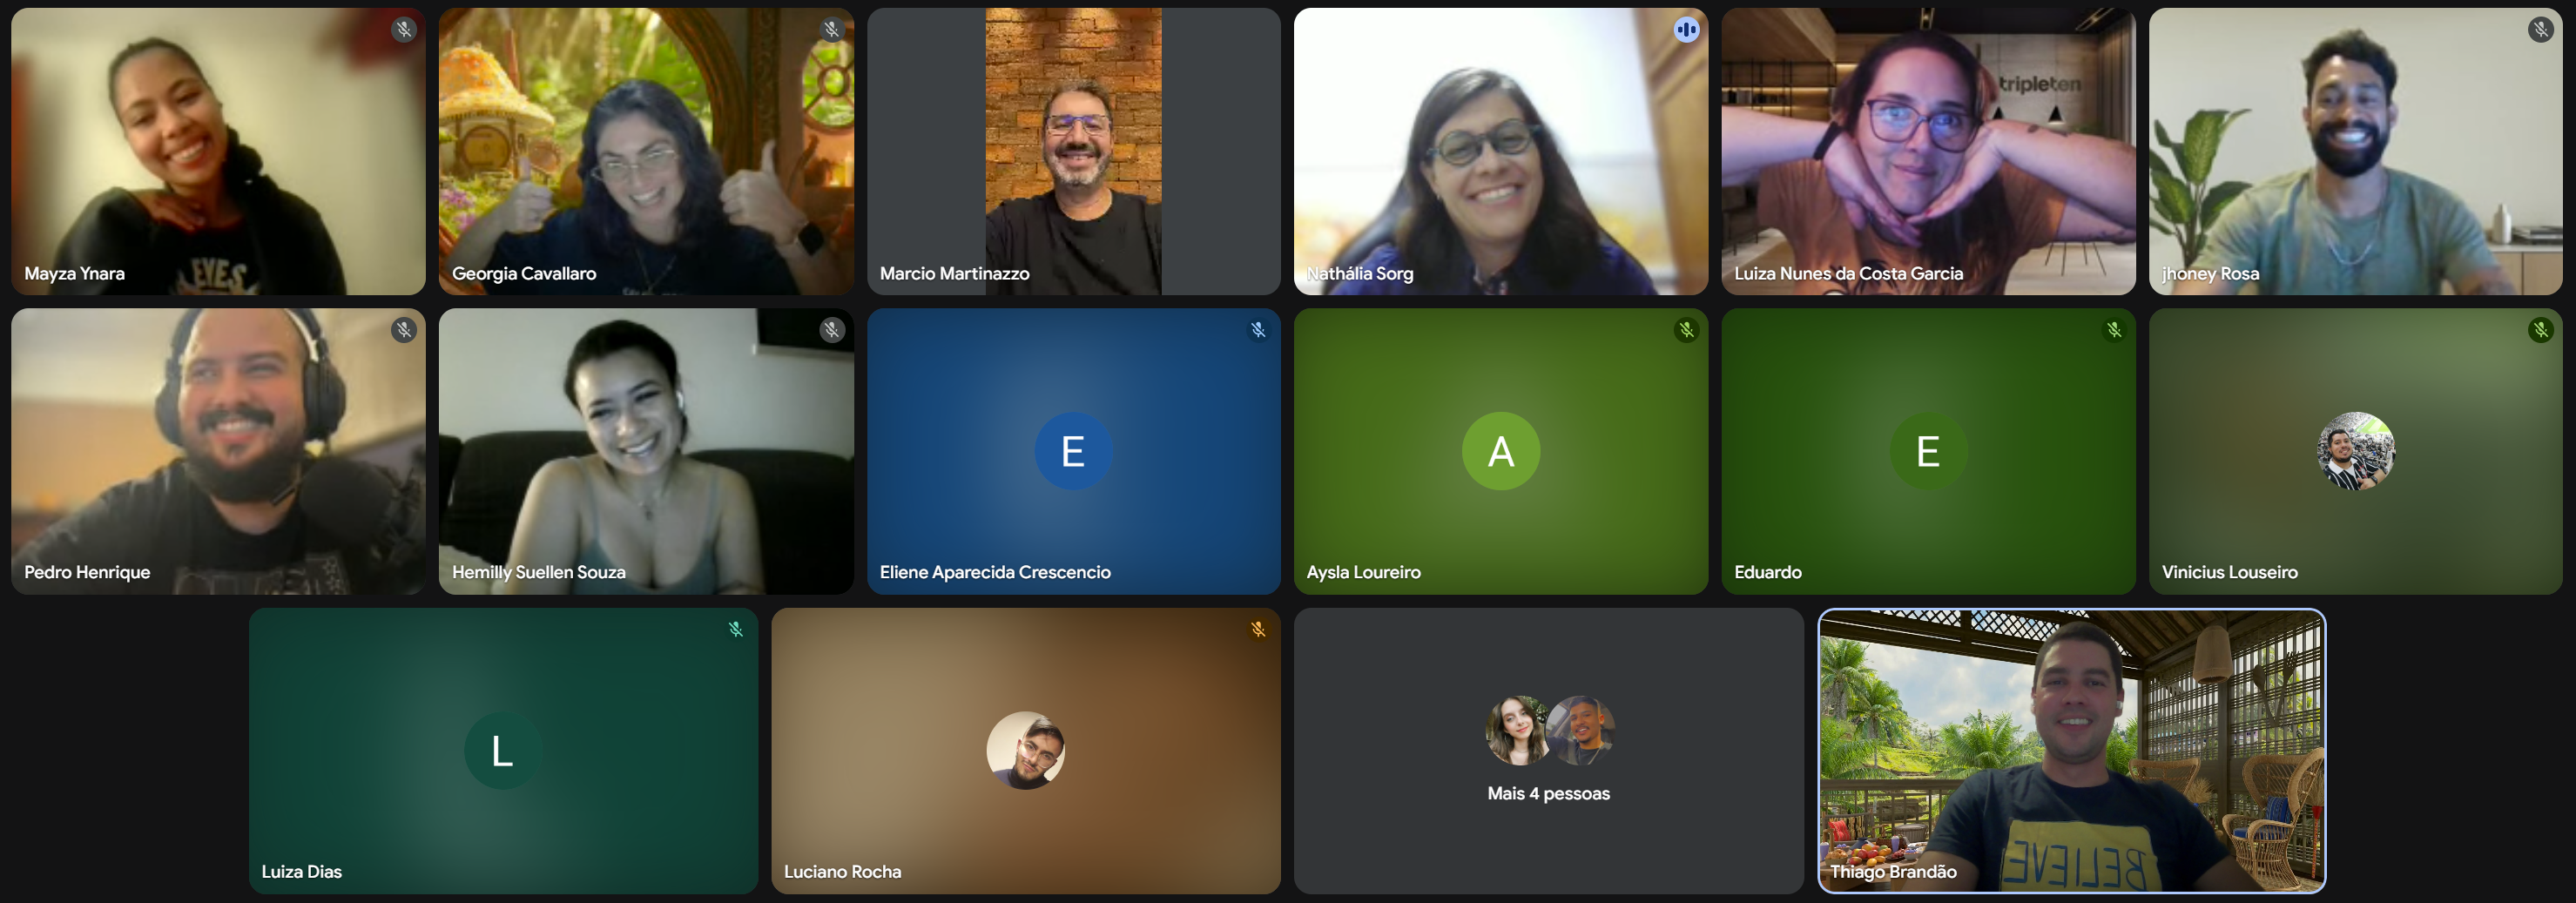 EYES
Mayza Ynara
Georgia Cavallaro
Marcio Martinazzo
Nathália Sorg
tripleten
Luiza Nunes da Costa Garcia
jhoney Rosa
Pedro Henrique
Hemilly Suellen Souza
E
Eliene Aparecida Crescencio
A
Aysla Loureiro
E
Eduardo
Vinicius Louseiro
L
Luiza Dias
Luciano Rocha
Mais 4 pessoas
BELIEVE
Thiago Brandão